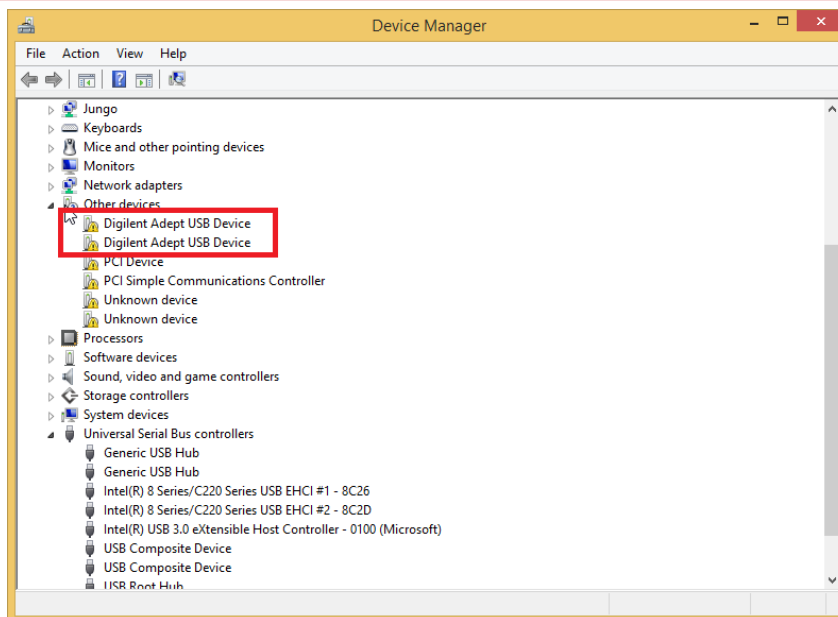 Device Manager
File Action View Help
Jungo
Keyboards
Mice and other pointing devices
Monitors
Network adapters
Other devices
Digilent Adept USB Device
Digilent Adept USB Device
PCI Device
PCI Simple Communications Controller
Unknown device
Unknown device
Processors
Software devices
Sound, video and game controllers
Storage controllers
System devices
Universal Serial Bus controllers
Generic USB Hub
Generic USB Hub
Intel(R) 8 Series/C220 Series USB EHCI #1 - 8C26
Intel(R) 8 Series/C220 Series USB EHCI #2 - 8C2D
Intel(R) USB 3.0 eXtensible Host Controller - 0100 (Microsoft)
USB Composite Device
USB Composite Device
USB Root Hub